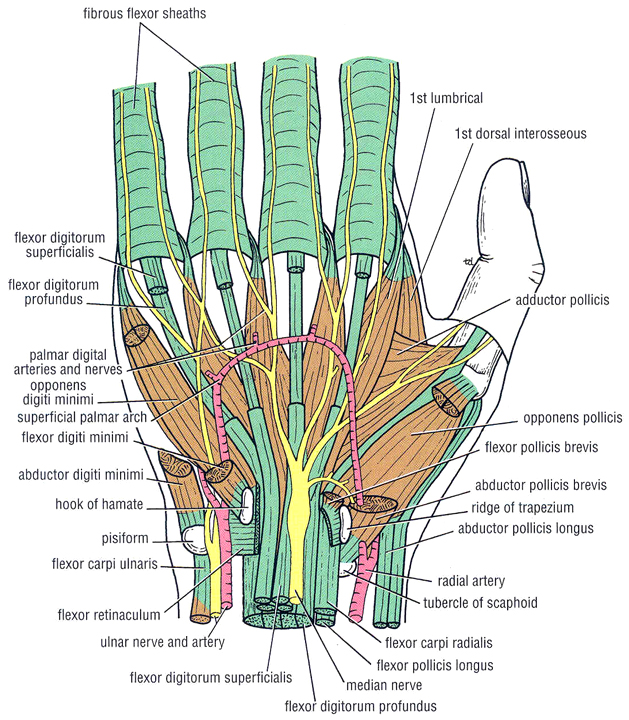 fibrous flexor sheaths
1st lumbrical
1st dorsal interosseous
flexor digitorum
superficialis
flexor digitorum
profundus
adductor pollicis
palmar digital
arteries and nerves
opponens
digiti minimi
superficial palmar arch
flexor digiti minimi
abductor digiti minimi
hook of hamate
pisiform
flexor carpi ulnaris
flexor retinaculum
ulnar nerve and artery
flexor digitorum superficialis
opponens pollicis
flexor pollicis brevis
abductor pollicis brevis
ridge of trapezium
abductor pollicis longus
radial artery
tubercle of scaphoid
flexor carpi radialis
flexor pollicis longus
median nerve
flexor digitorum profundus